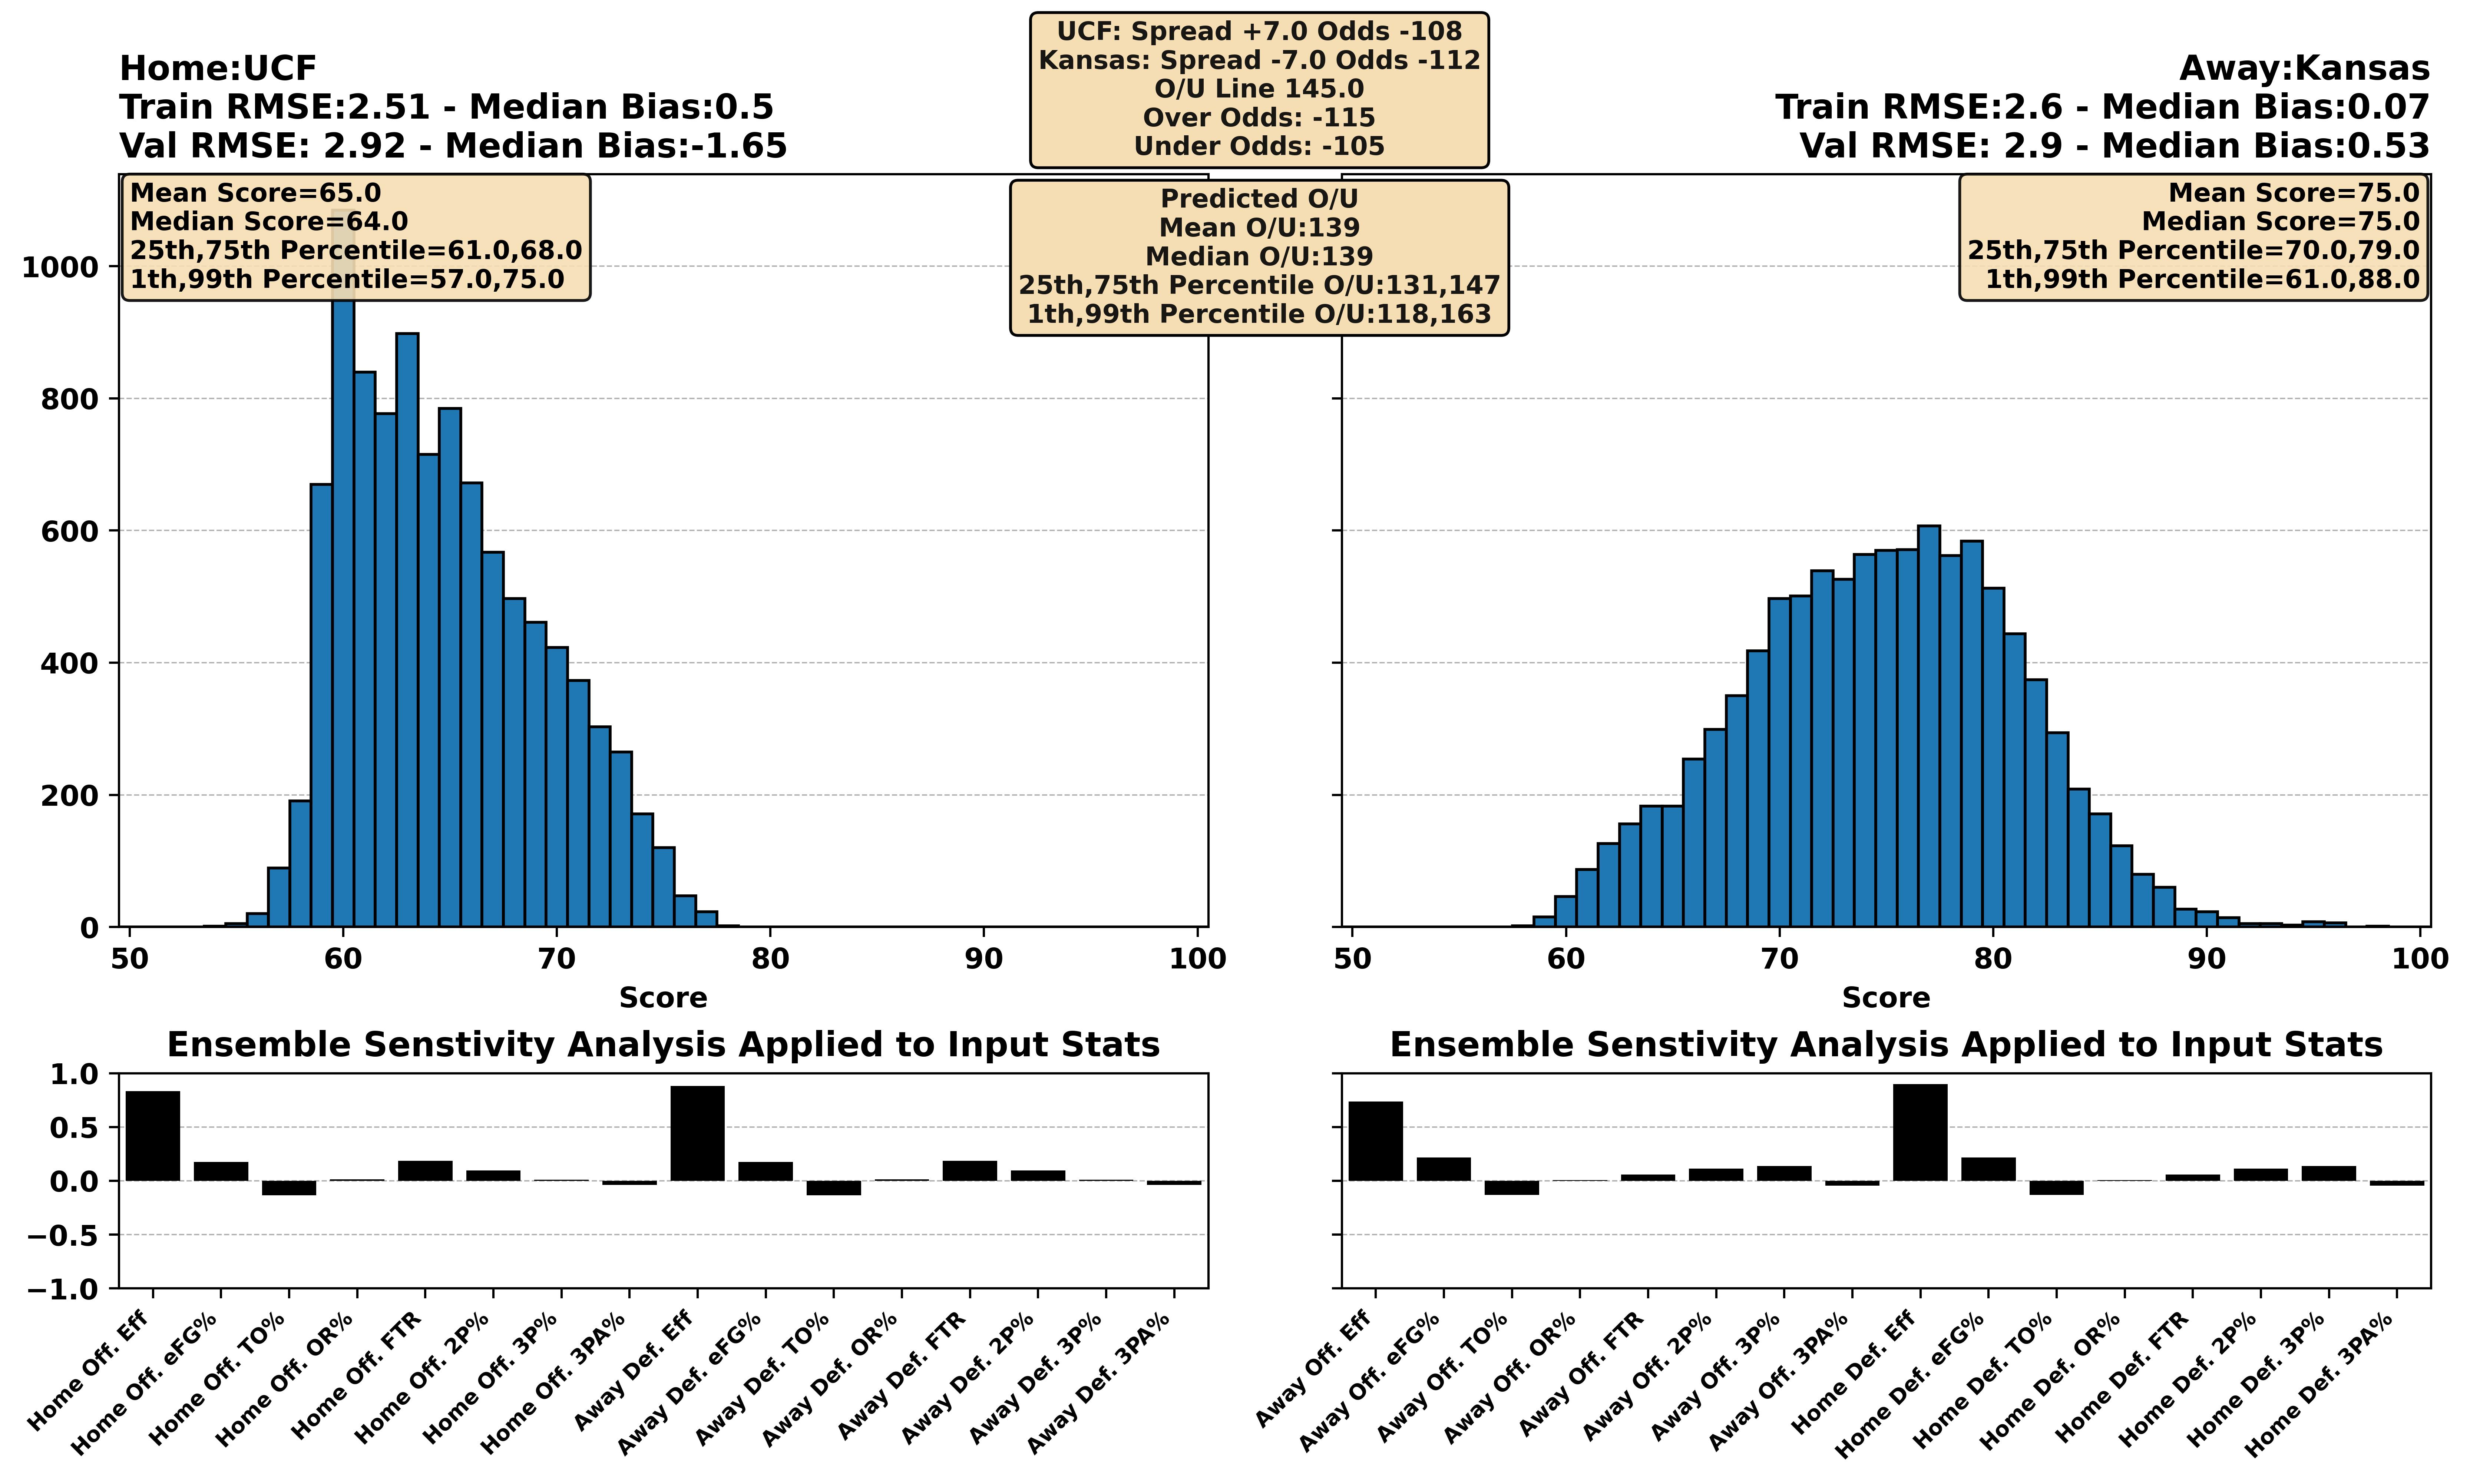 UCF: Spread +7.0 Odds -108
Kansas: Spread -7.0 Odds -112
O/U Line 145.0
Over Odds: -115
Under Odds: -105
Home:UCF
Train RMSE:2.51 - Median Bias:0.5
Val RMSE: 2.92 - Median Bias:-1.65
Away:Kansas
Train RMSE:2.6 - Median Bias:0.07
Val RMSE: 2.9 - Median Bias:0.53
Mean Score=65.0
Median Score=64.0
25th,75th Percentile=61.0,68.0
1th,99th Percentile=57.0,75.0
Predicted O/U
Mean O/U:139
Median O/U:139
25th,75th Percentile O/U:131,147
1th,99th Percentile O/U:118,163
Mean Score=75.0
Median Score=75.0
25th,75th Percentile=70.0,79.0
1th,99th Percentile=61.0,88.0
1000
800
600
400
200
0
50 60 70 80 90 100
Score
50 60 70 80 90 100
Score
Ensemble Senstivity Analysis Applied to Input Stats
Ensemble Senstivity Analysis Applied to Input Stats
1.0
0.5
0.0
−0.5
−1.0
Home Off. Eff
Home Off. eFG%
Home Off. TO%
Home Off. OR%
Home Off. FTR
Home Off. 2P%
Home Off. 3P%
Home Off. 3PA%
Away Def. Eff
Away Def. eFG%
Away Def. TO%
Away Def. OR%
Away Def. FTR
Away Def. 2P%
Away Def. 3P%
Away Def. 3PA%
Away Off. Eff
Away Off. eFG%
Away Off. TO%
Away Off. OR%
Away Off. FTR
Away Off. 2P%
Away Off. 3P%
Away Off. 3PA%
Home Def. Eff
Home Def. eFG%
Home Def. TO%
Home Def. OR%
Home Def. FTR
Home Def. 2P%
Home Def. 3P%
Home Def. 3PA%